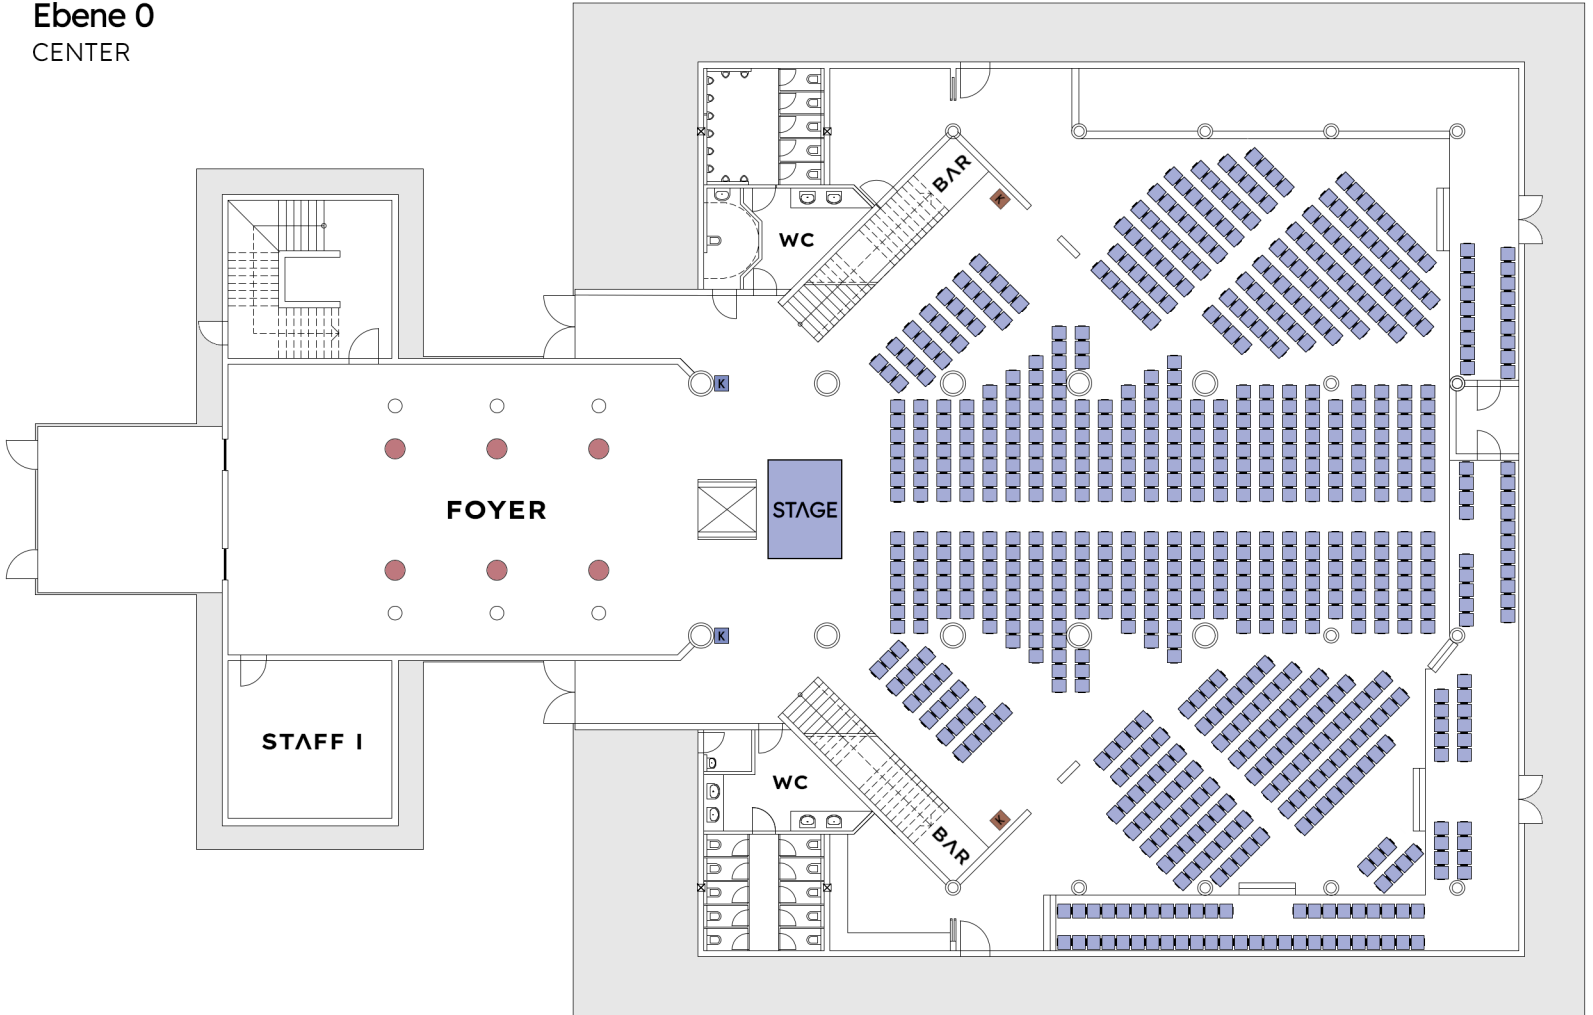 Ebene 0
CENTER
BAR
K
WC
K
FOYER
STAGE
K
STAFF I
WC
K
BAR